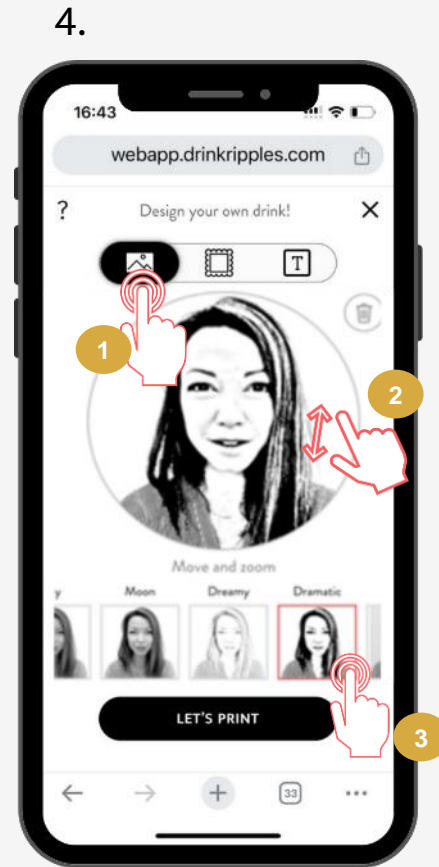 4.
16:43
webapp.drinkripples.com
? Design your own drink! X
T
1
2
Move and zoom
y Moon Dreamy Dramatic
LET'S PRINT
3
33